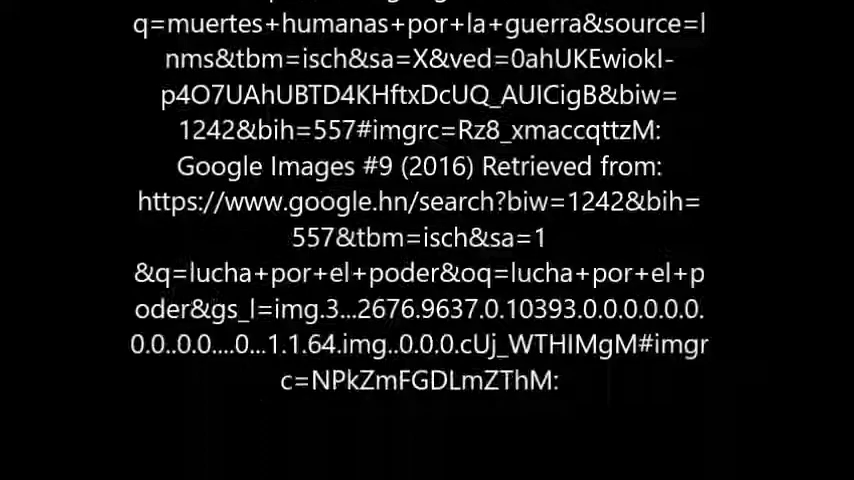 q=muertes+humanas+por+la+guerra&source=l
nms&tbm=isch&sa=X&ved=0ahUKEwiokI-
p4O7UAhUBTD4KHftxDcUQ_AUICigB&biw=
1242&bih=557#imgrc=Rz8_xmaccqttzM:
Google Images #9 (2016) Retrieved from:
https://www.google.hn/search?biw=1242&bih=
557&tbm=isch&sa=1
&q=lucha+por+el+poder&oq=lucha+por+el+p
oder&gs_l=img.3...2676.9637.0.10393.0.0.0.0.0.0.
0.0..0.0....0...1.1.64.img..0.0.0.cUj_WTHIMgM#imgr
c=NPkZmFGDLmZThM: